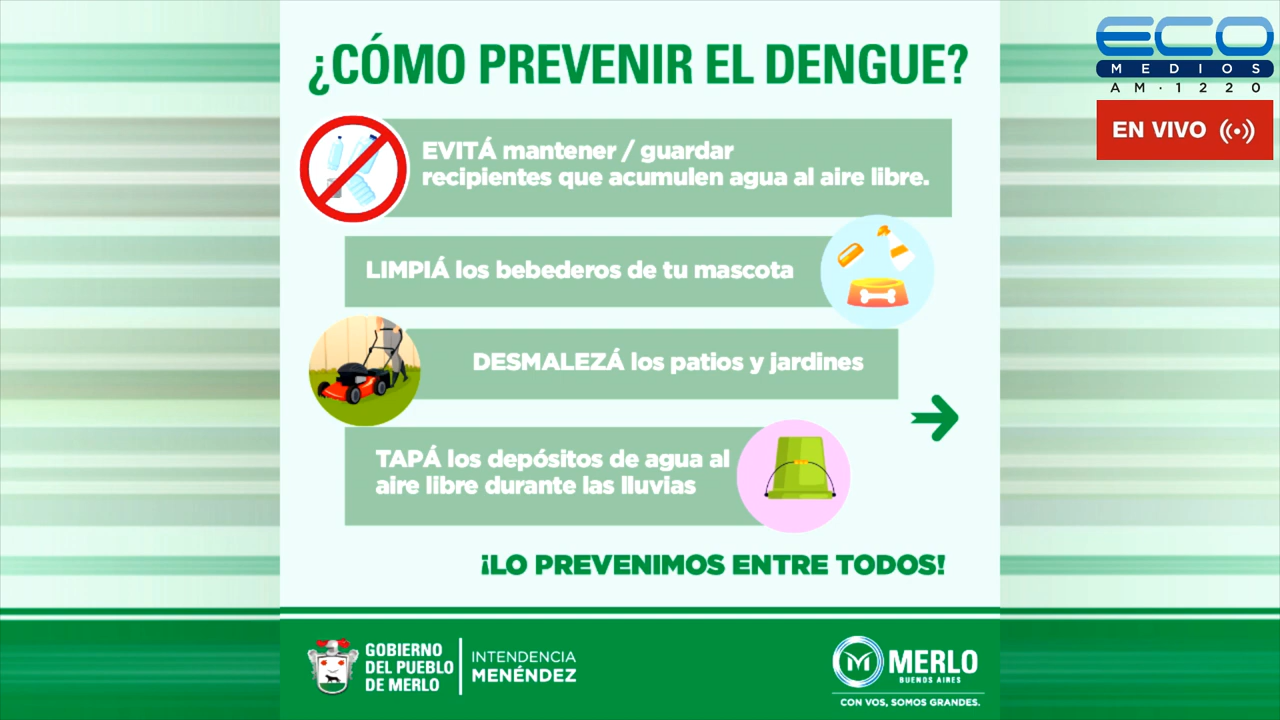 ¿CÓMO PREVENIR EL DENGUE?
ECO
MEDIOS
AM·1220
EN VIVO
EVITÁ mantener / guardar
recipientes que acumulen agua al aire libre.
LIMPIÁ los bebederos de tu mascota
DESMALEZÁ los patios y jardines
TAPÁ los depósitos de agua al
aire libre durante las lluvias
¡LO PREVENIMOS ENTRE TODOS!
GOBIERNO
DEL PUEBLO
DE MERLO
INTENDENCIA
MENÉNDEZ
MERLO
BUENOS AIRES
CON VOS, SOMOS GRANDES.